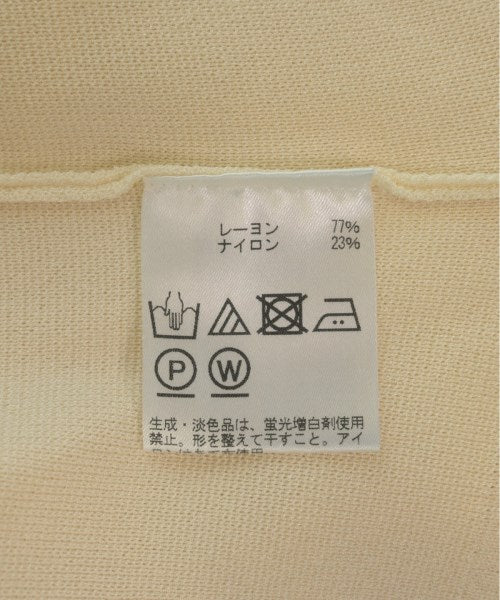 レーヨン 77%
ナイロン 23%
P W
生成・淡色品は、蛍光増白剤使用
禁止。形を整えて干すこと。アイ